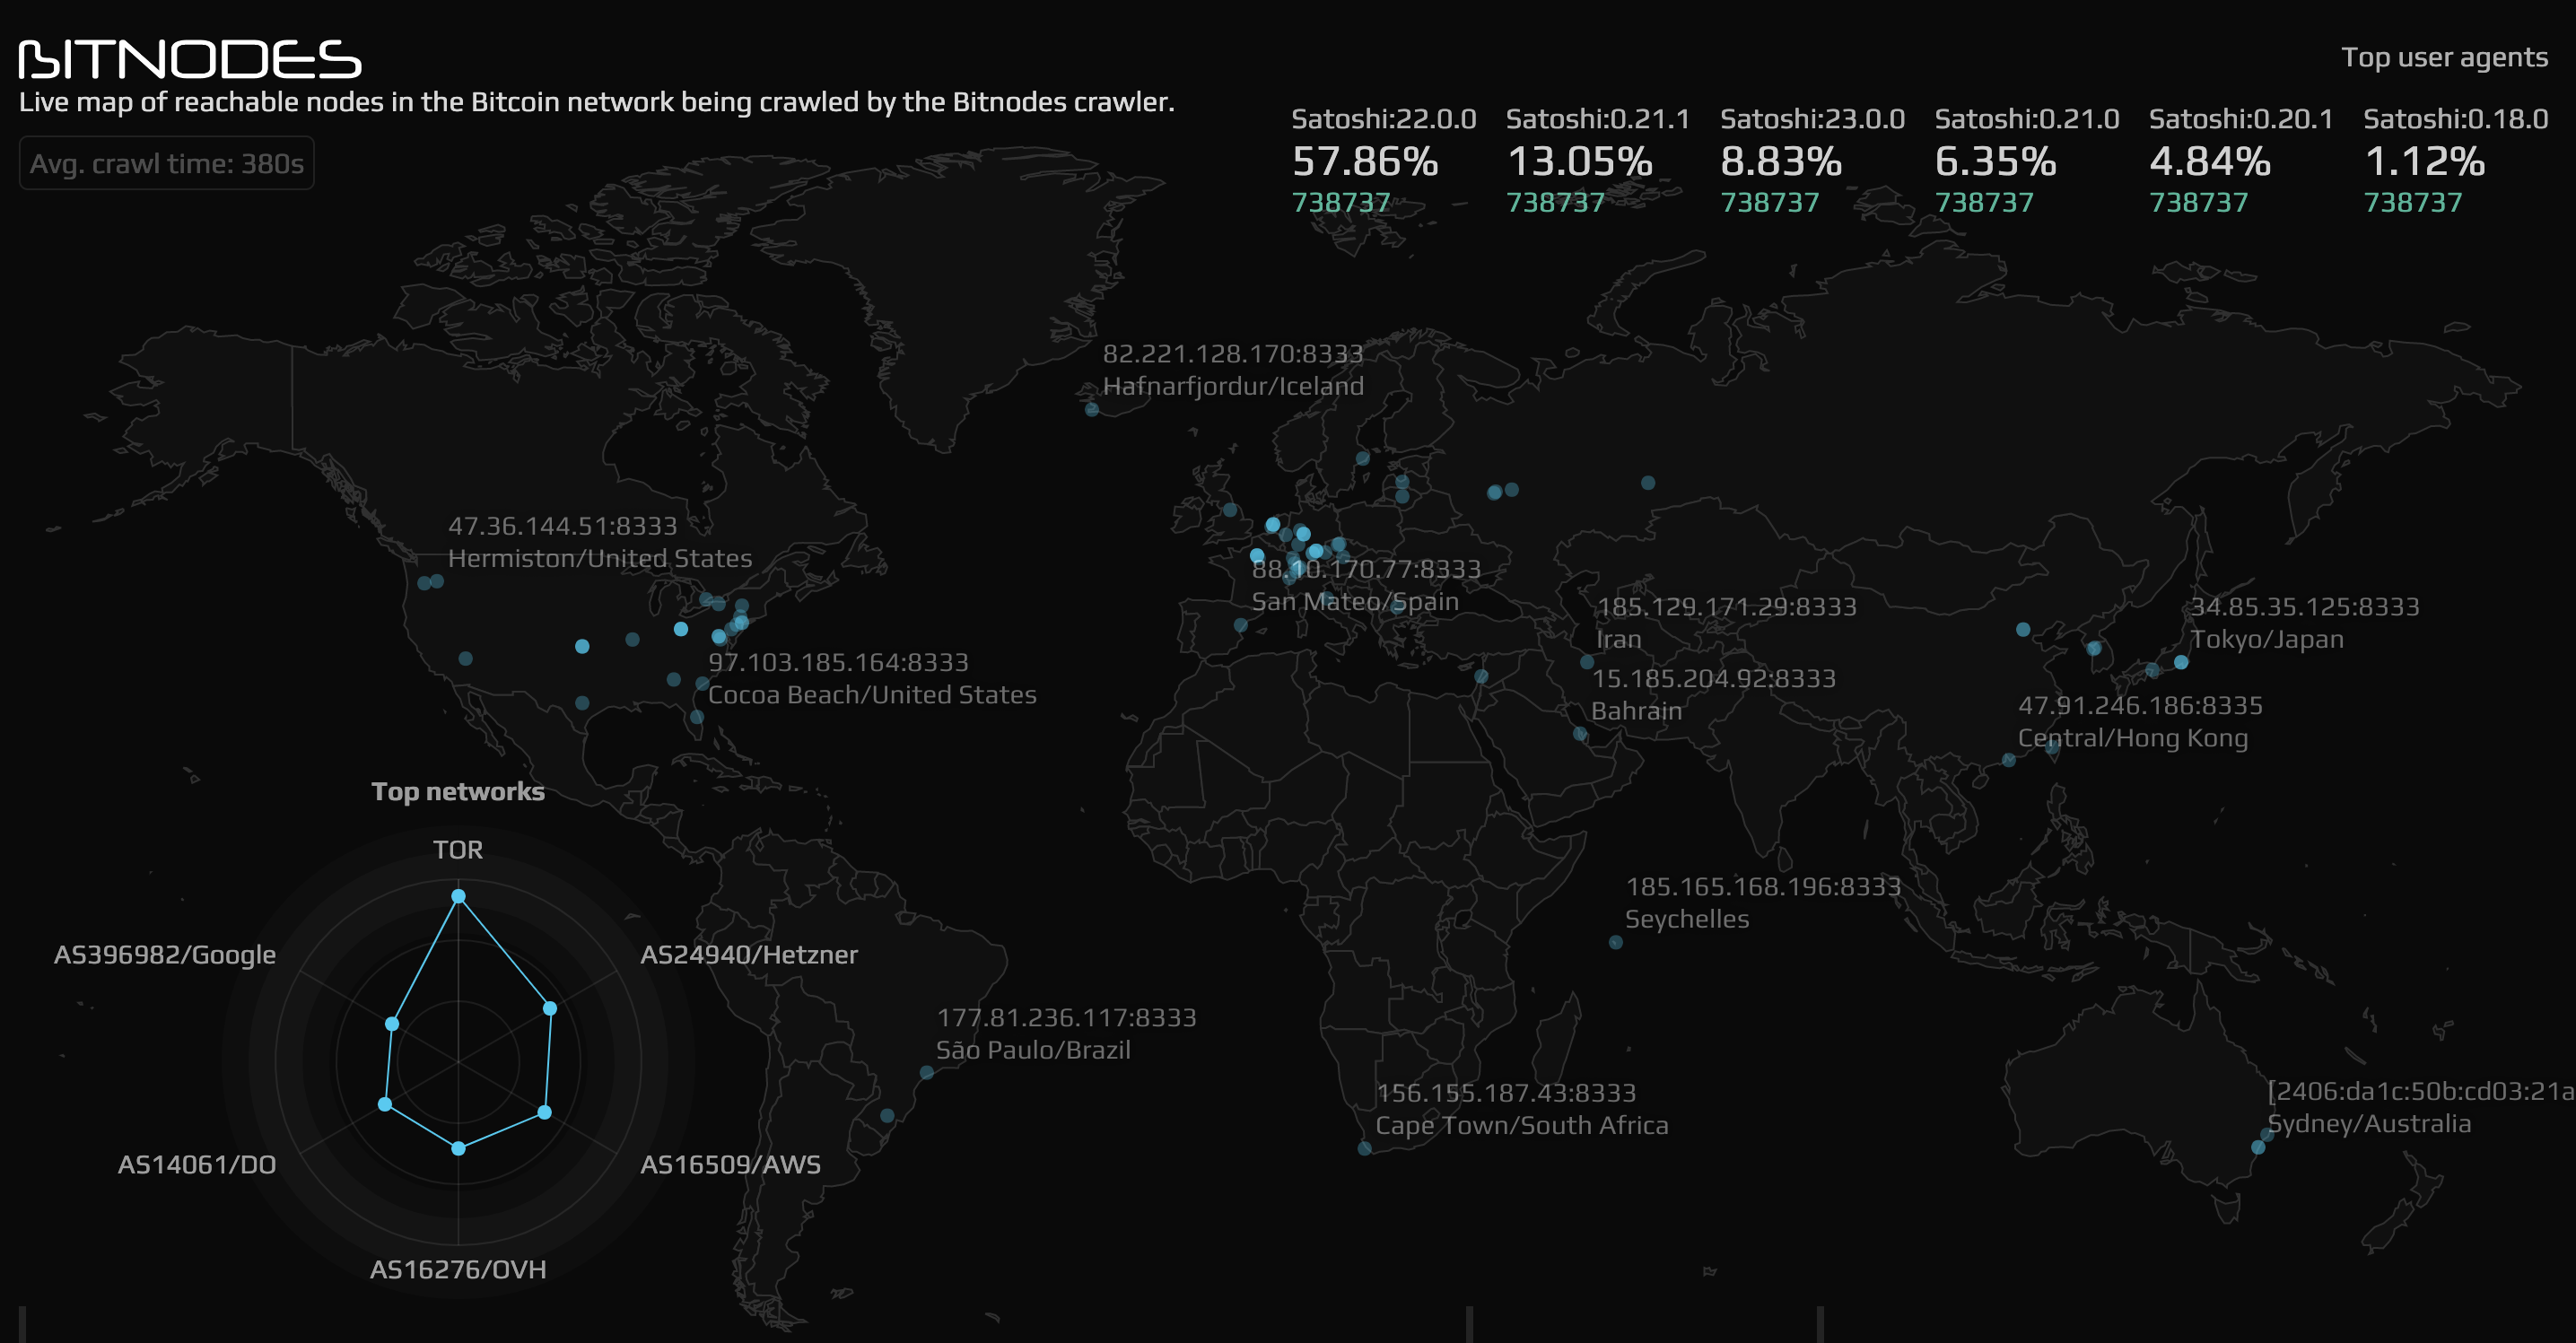 BITNODES
Live map of reachable nodes in the Bitcoin network being crawled by the Bitnodes crawler.
Avg. crawl time: 380s
Top user agents
Satoshi:22.0.0 Satoshi:0.21.1 Satoshi:23.0.0 Satoshi:0.21.0 Satoshi:0.20.1 Satoshi:0.18.0
57.86% 13.05% 8.83% 6.35% 4.84% 1.12%
738737 738737 738737 738737 738737 738737
82.221.128.170:8333
Hafnarfjordur/Iceland
47.36.144.51:8333
Hermiston/United States
88.10.170.77:8333
San Mateo/Spain
185.129.171.29:8333
Iran
34.85.35.125:8333
Tokyo/Japan
97.103.185.164:8333
Cocoa Beach/United States
15.185.204.92:8333
Bahrain
47.91.246.186:8335
Central/Hong Kong
185.165.168.196:8333
Seychelles
177.81.236.117:8333
São Paulo/Brazil
156.155.187.43:8333
Cape Town/South Africa
[2406:da1c:50b:cd03:21a
Sydney/Australia
Top networks
TOR
AS396982/Google
AS24940/Hetzner
AS14061/DO
AS16509/AWS
AS16276/OVH